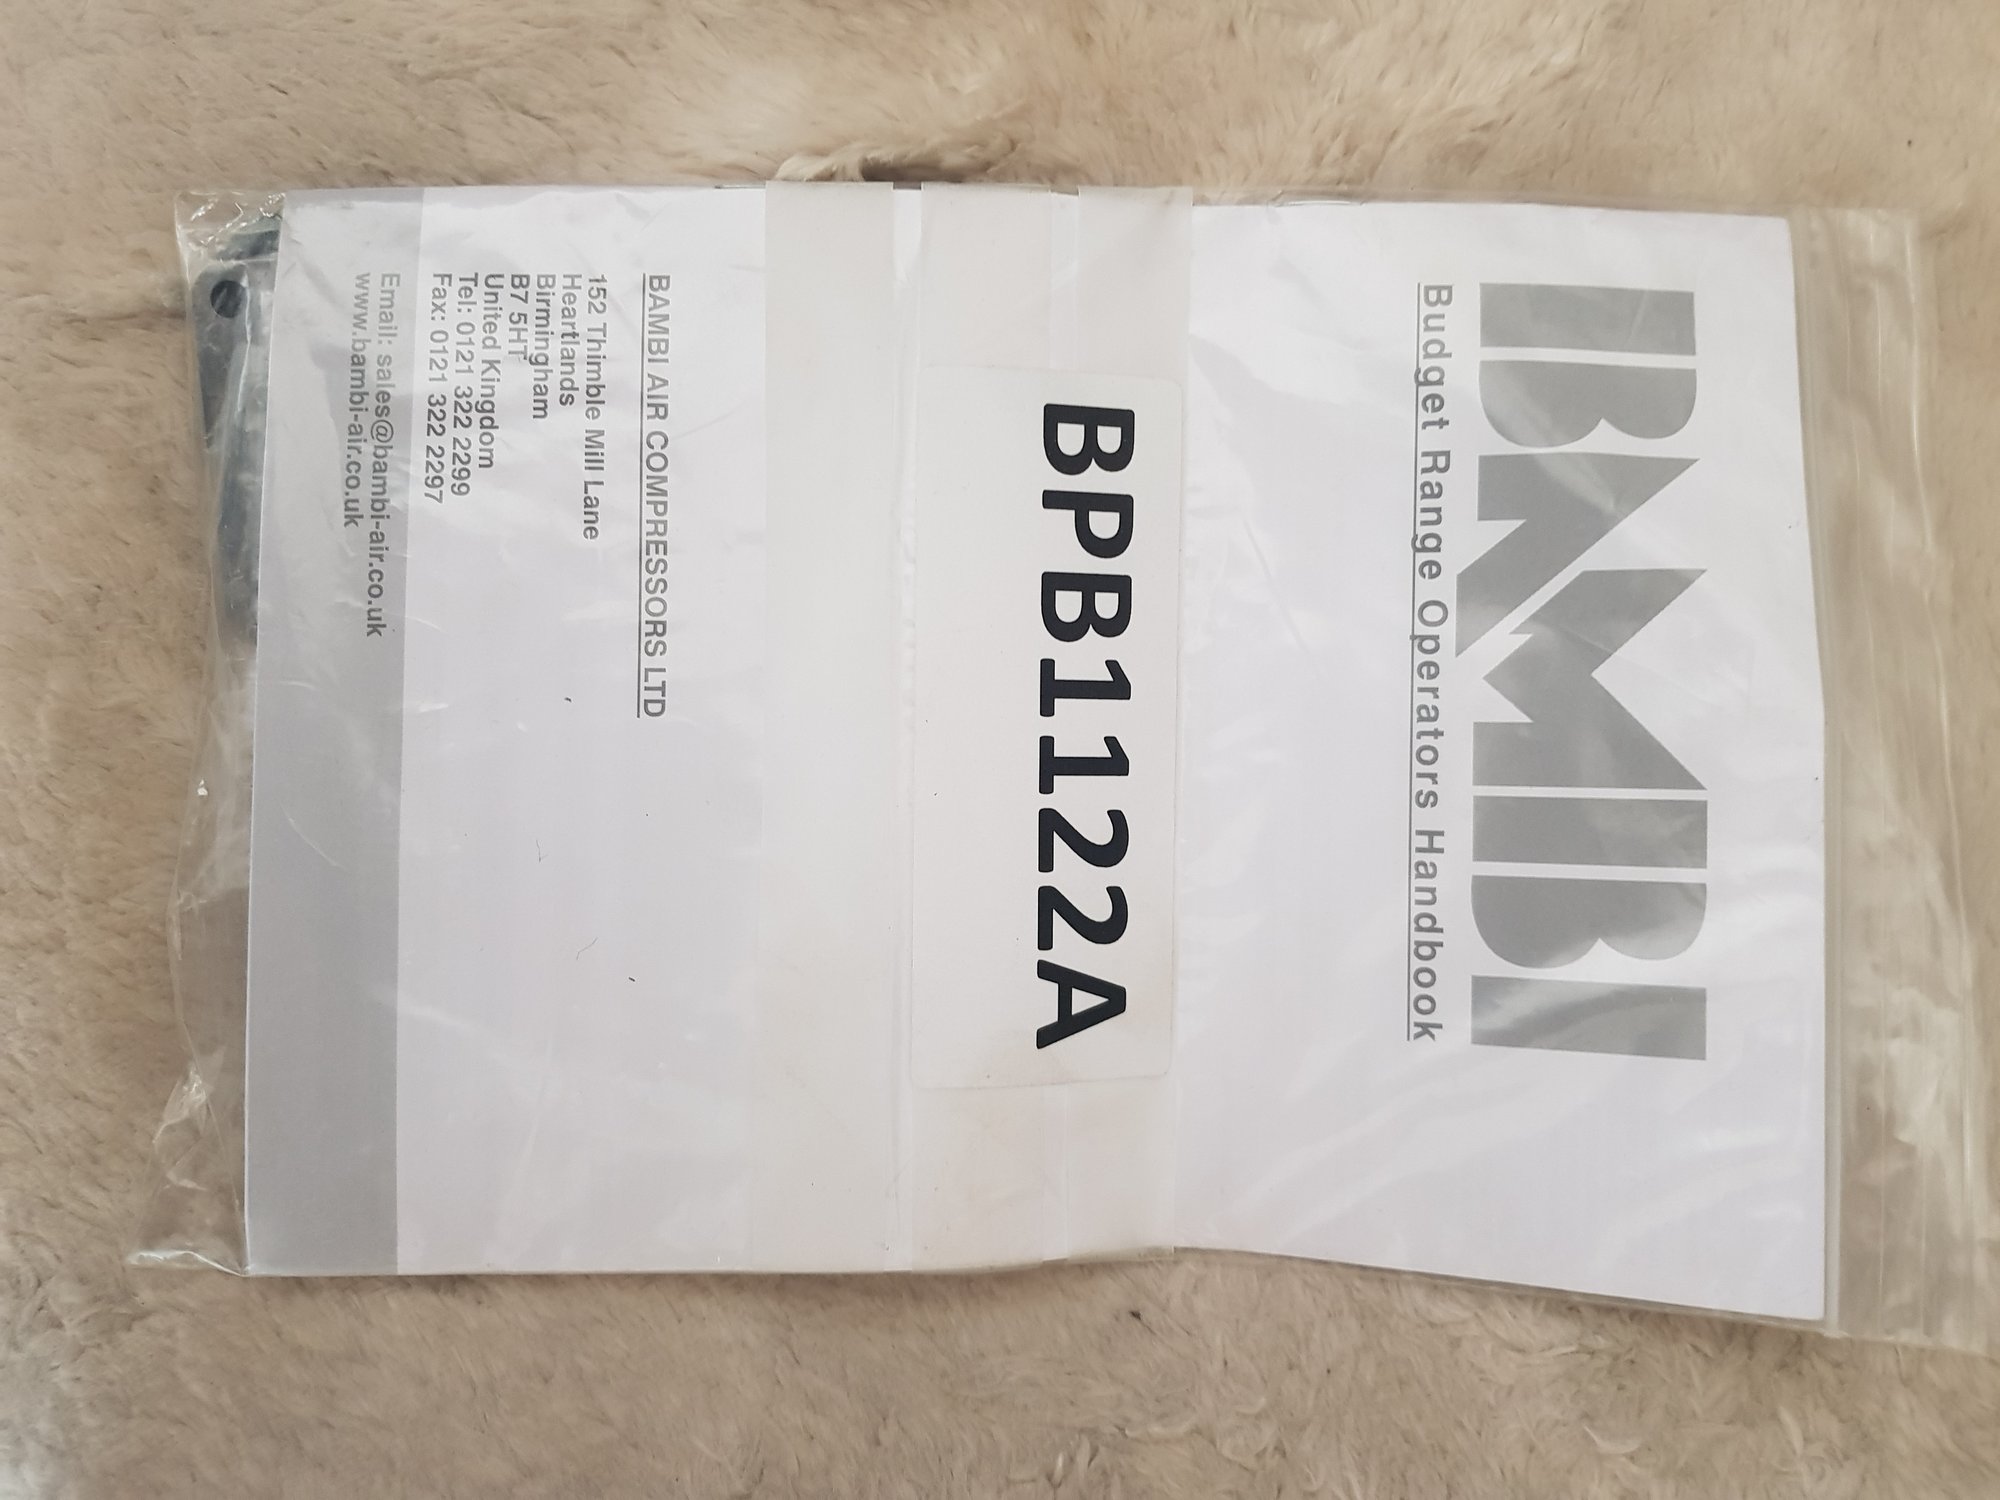 BAMBI
Budget Range Operators Handbook
BPB1122A
BAMBI AIR COMPRESSORS LTD
152 Thimble Mill Lane
Heartlands
Birmingham
B7 5HT
United Kingdom
Tel: 0121 322 2299
Fax: 0121 322 2297
Email: sales@bambi-air.co.uk
www.bambi-air.co.uk